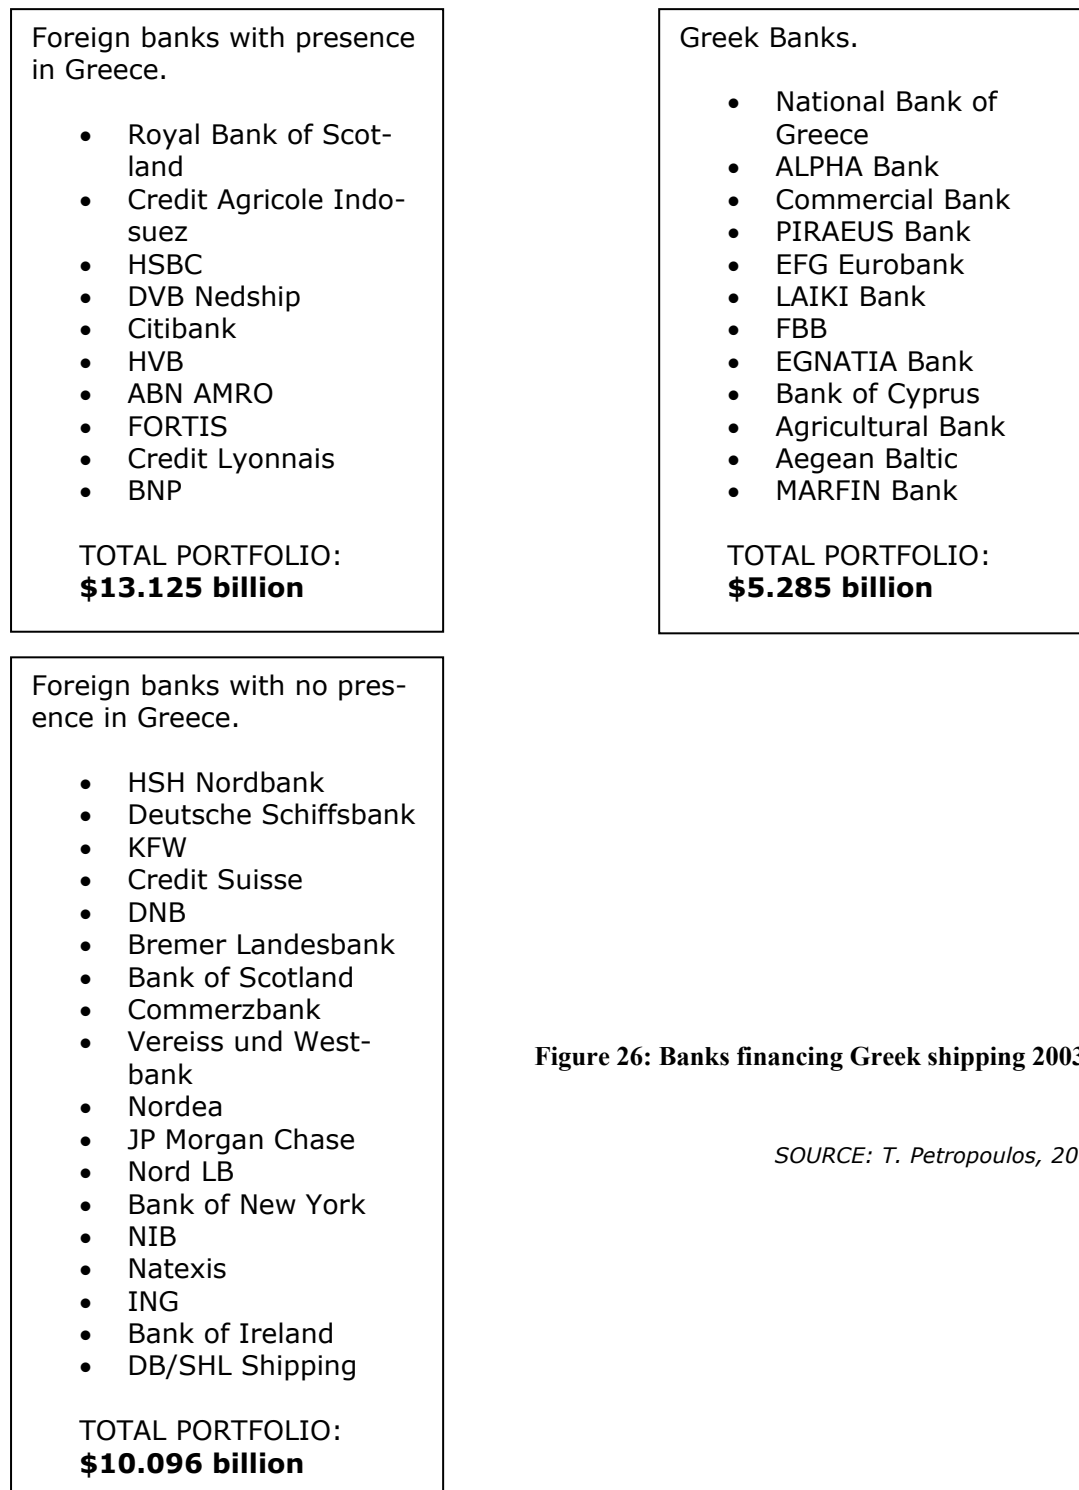 Foreign banks with presence
in Greece.
• Royal Bank of Scot-
land
• Credit Agricole Indo-
suez
• HSBC
• DVB Nedship
• Citibank
• HVB
• ABN AMRO
• FORTIS
• Credit Lyonnais
• BNP
TOTAL PORTFOLIO:
$13.125 billion
Greek Banks.
• National Bank of
Greece
• ALPHA Bank
• Commercial Bank
• PIRAEUS Bank
• EFG Eurobank
• LAIKI Bank
• FBB
• EGNATIA Bank
• Bank of Cyprus
• Agricultural Bank
• Aegean Baltic
• MARFIN Bank
TOTAL PORTFOLIO:
$5.285 billion
Foreign banks with no pres-
ence in Greece.
• HSH Nordbank
• Deutsche Schiffsbank
• KFW
• Credit Suisse
• DNB
• Bremer Landesbank
• Bank of Scotland
• Commerzbank
• Vereiss und West-
bank
• Nordea
• JP Morgan Chase
• Nord LB
• Bank of New York
• NIB
• Natexis
• ING
• Bank of Ireland
• DB/SHL Shipping
TOTAL PORTFOLIO:
$10.096 billion
Figure 26: Banks financing Greek shipping 2003
SOURCE: T. Petropoulos, 20